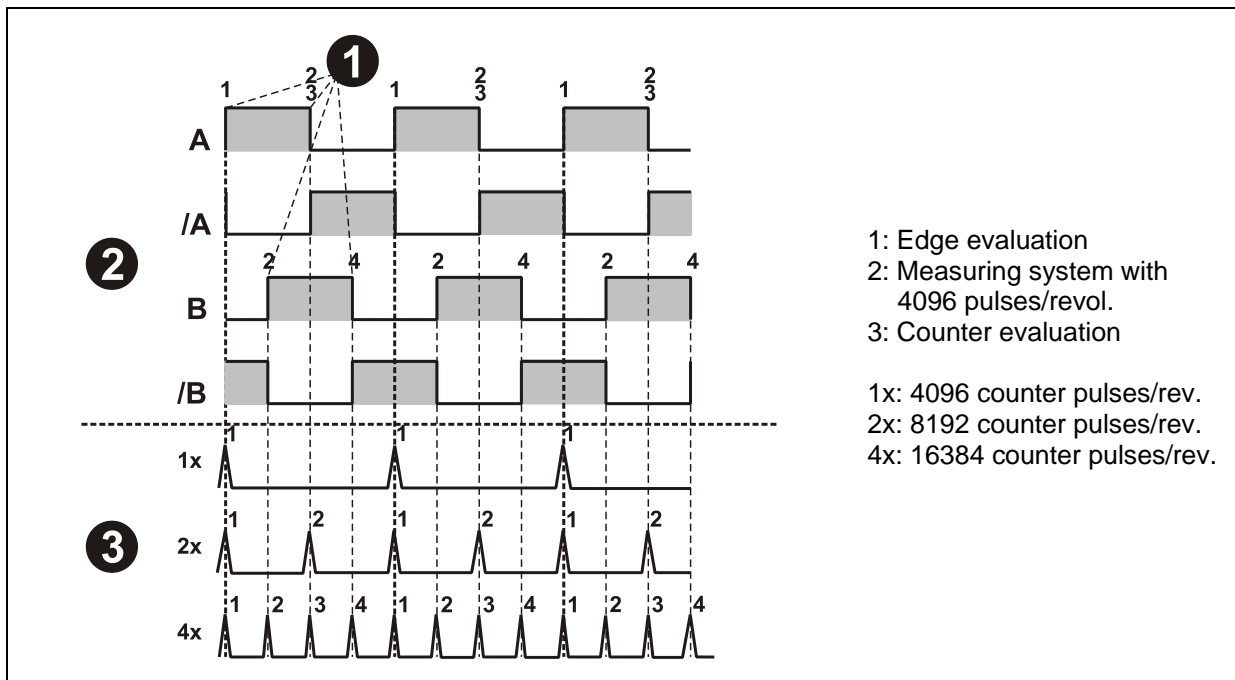 1
1 2 1 2 1 2
3 3 3
A
/A
2
2 4 2 4 2 4
B
/B
1 1 1
1x
3
1 2 1 2 1 2
2x
1 2 3 4 1 2 3 4 1 2 3 4
4x
1: Edge evaluation
2: Measuring system with
4096 pulses/revol.
3: Counter evaluation
1x: 4096 counter pulses/rev.
2x: 8192 counter pulses/rev.
4x: 16384 counter pulses/rev.